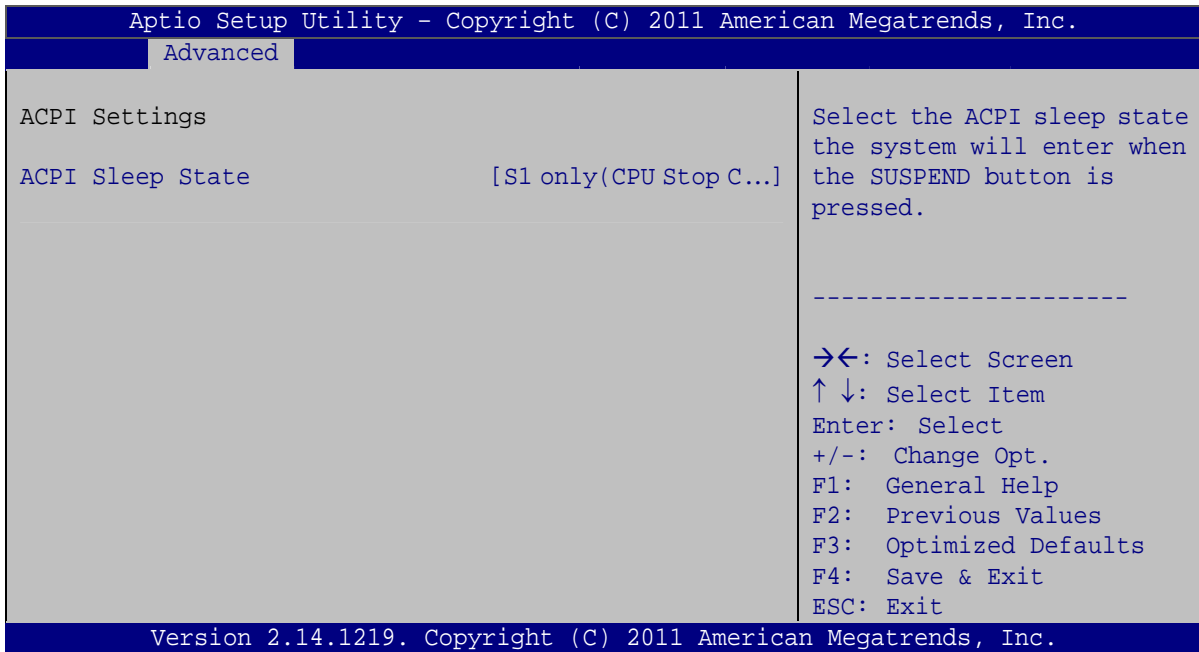 Aptio Setup Utility – Copyright (C) 2011 American Megatrends, Inc.
Advanced
ACPI Settings
ACPI Sleep State [S1 only(CPU Stop C...]
Select the ACPI sleep state
the system will enter when
the SUSPEND button is
pressed.
----------------------
→←: Select Screen
↑ ↓: Select Item
Enter: Select
+/-: Change Opt.
F1: General Help
F2: Previous Values
F3: Optimized Defaults
F4: Save & Exit
ESC: Exit
Version 2.14.1219. Copyright (C) 2011 American Megatrends, Inc.